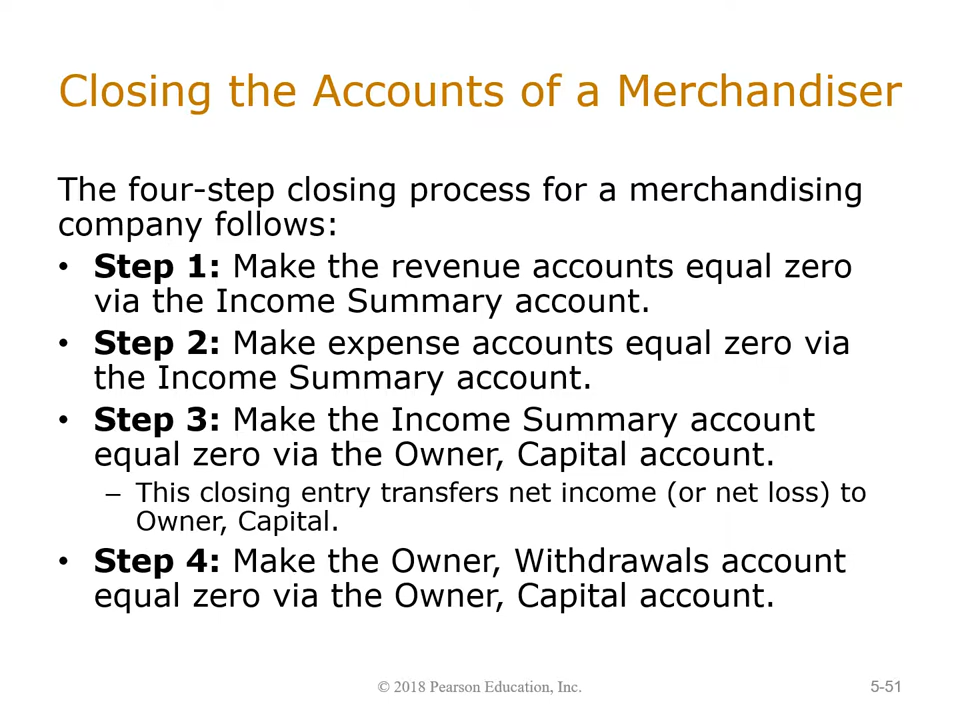 Closing the Accounts of a Merchandiser
The four-step closing process for a merchandising
company follows:
• Step 1: Make the revenue accounts equal zero
via the Income Summary account.
• Step 2: Make expense accounts equal zero via
the Income Summary account.
• Step 3: Make the Income Summary account
equal zero via the Owner, Capital account.
– This closing entry transfers net income (or net loss) to
Owner, Capital.
• Step 4: Make the Owner, Withdrawals account
equal zero via the Owner, Capital account.
© 2018 Pearson Education, Inc.
5-51